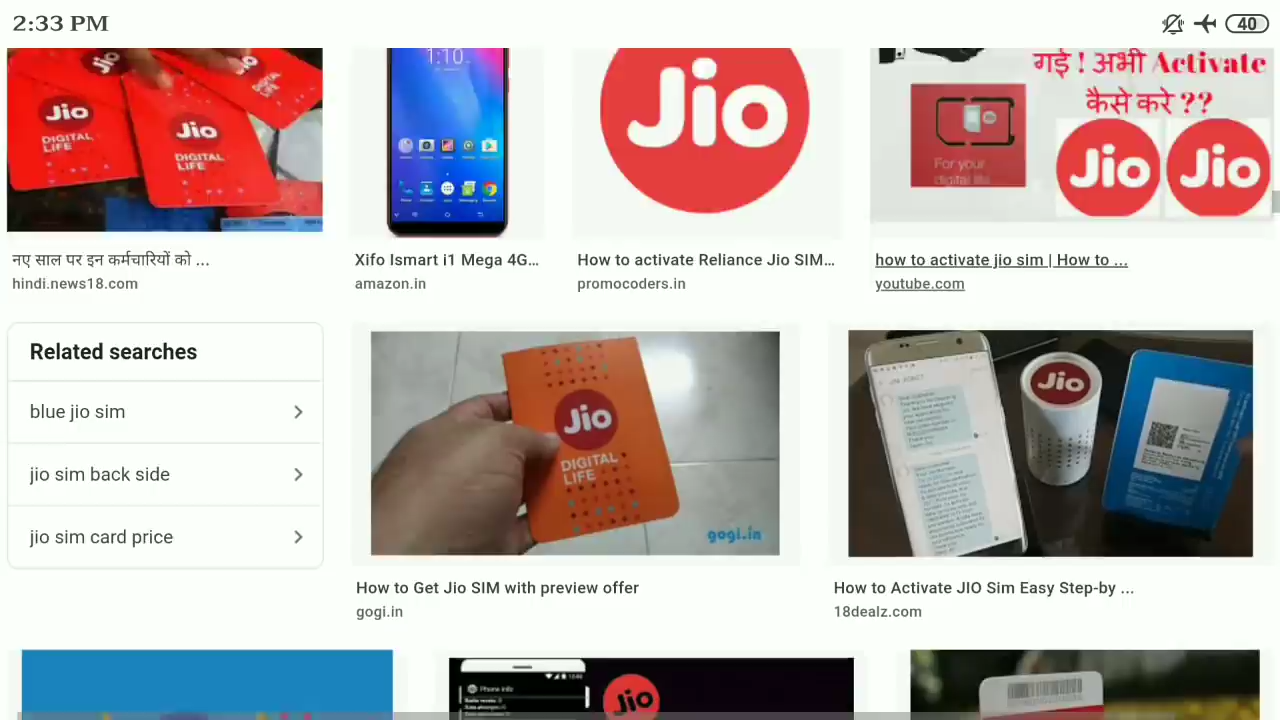 2:33 PM
40
Jio
DIGITAL
LIFE
Jio
DIGITAL
LIFE
Jio
1:10
Jio
गई ! अभी Activate
कैसे करे ??
For your
digital life
Jio
Jio
नए साल पर इन कर्मचारियों को ...
hindi.news18.com
Xifo Ismart i1 Mega 4G...
amazon.in
How to activate Reliance Jio SIM...
promocoders.in
how to activate jio sim | How to ...
youtube.com
Related searches
blue jio sim
jio sim back side
jio sim card price
Jio
DIGITAL
LIFE
gogi.in
Jio
How to Get Jio SIM with preview offer
gogi.in
How to Activate JIO Sim Easy Step-by ...
18dealz.com
Phone info
Jio